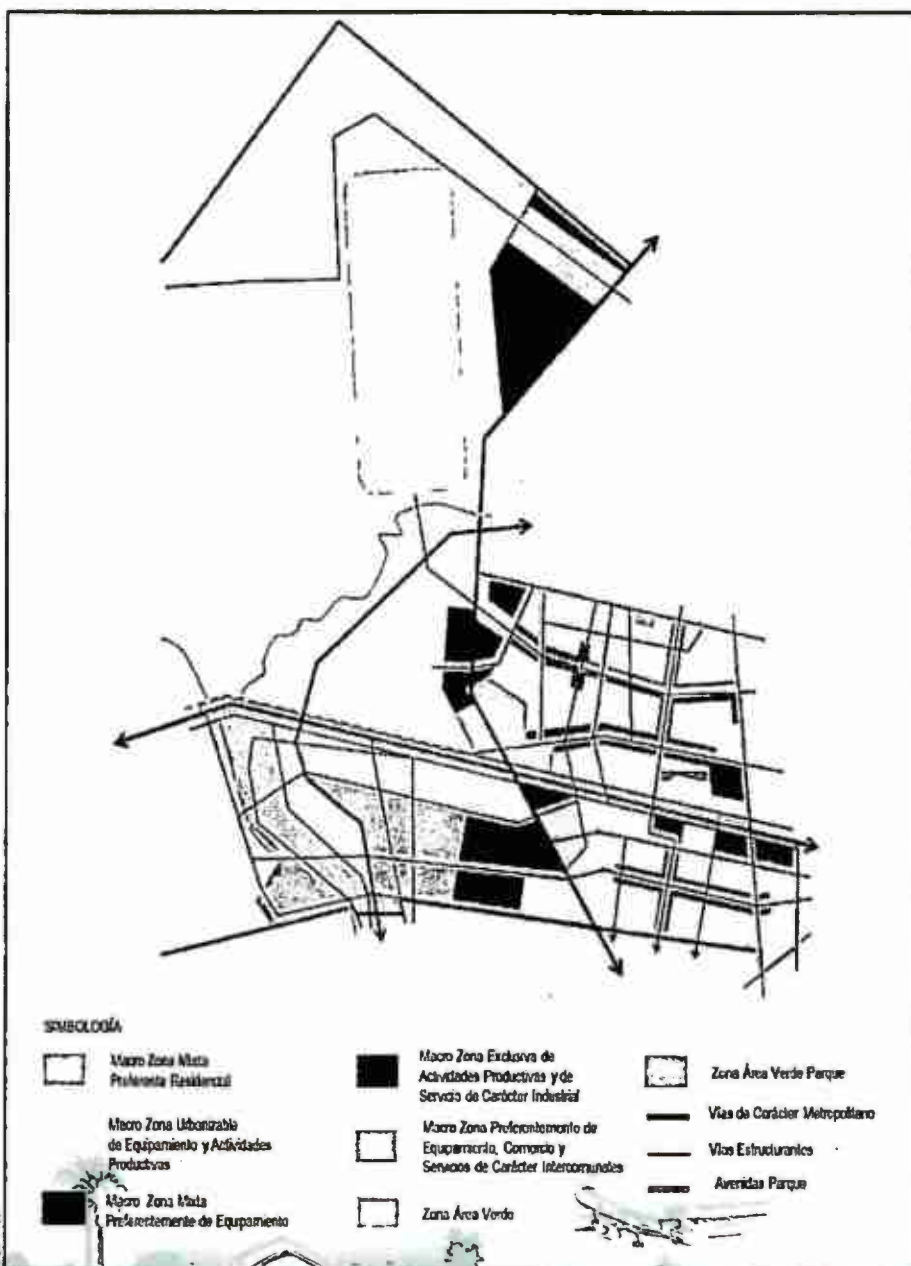 SIMBOLOGÍA
Macro Zona Mixta
Preferente Residencial
Macro Zona Urbanizable
de Equipamiento y Actividades
Productivas
Macro Zona Mixta
Preferentemente de Equipamiento
Macro Zona Exclusiva de
Actividades Productivas y de
Servicio de Carácter Industrial
Macro Zona Preferentemente de
Equipamiento, Comercio y
Servicios de Carácter Intercomunales
Zona Área Verde
Zona Área Verde Parque
Vías de Carácter Metropolitano
Vías Estructurantes
Avenidas Parque